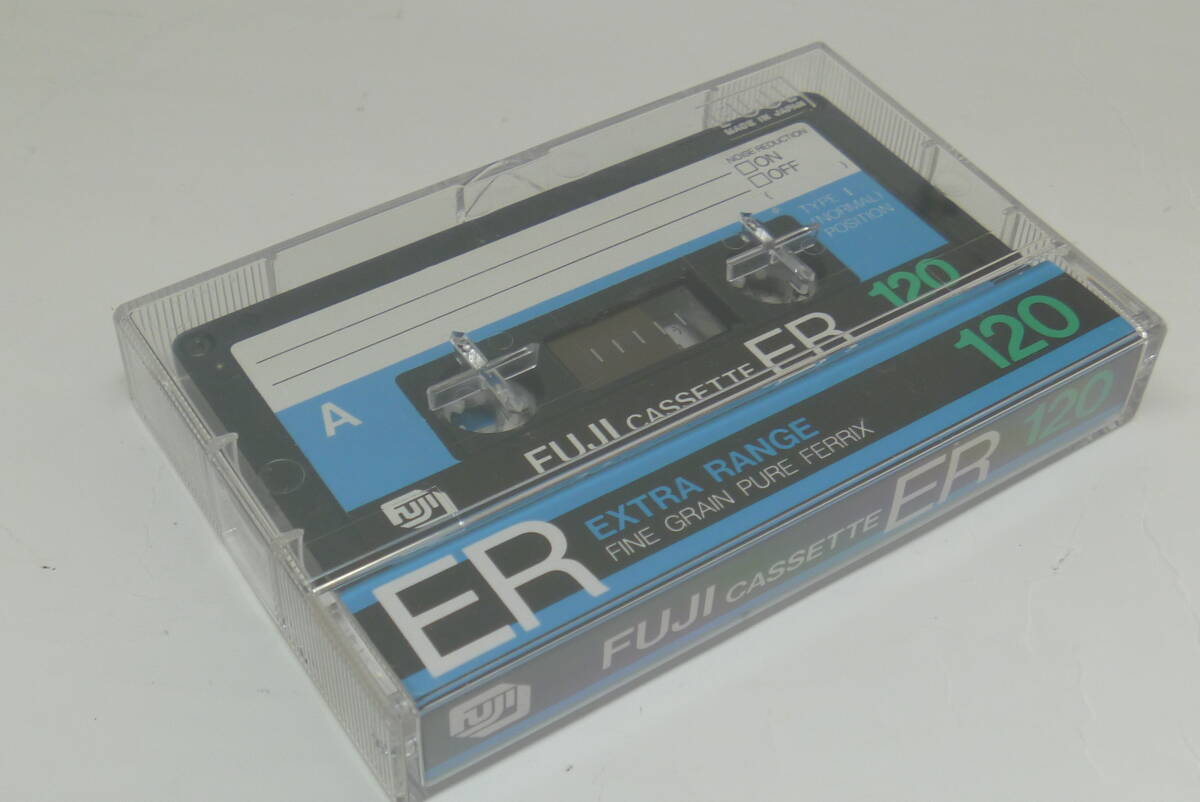 MADE IN JAPAN
NOISE REDUCTION
ON
OFF
TYPE I
(NORMAL)
POSITION
A
120
FUJI CASSETTE ER
FUJI
ER EXTRA RANGE 120
FINE GRAIN PURE FERRIX
FUJI FUJI CASSETTE ER 120